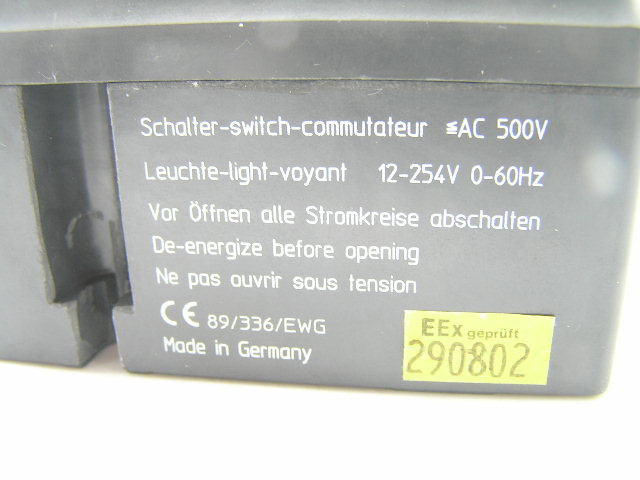 Schalter-switch-commutateur ≦AC 500V
Leuchte-light-voyant 12-254V 0-60Hz
Vor Öffnen alle Stromkreise abschalten
De-energize before opening
Ne pas ouvrir sous tension
CE 89/336/EWG
Made in Germany
EEx geprüft
290802